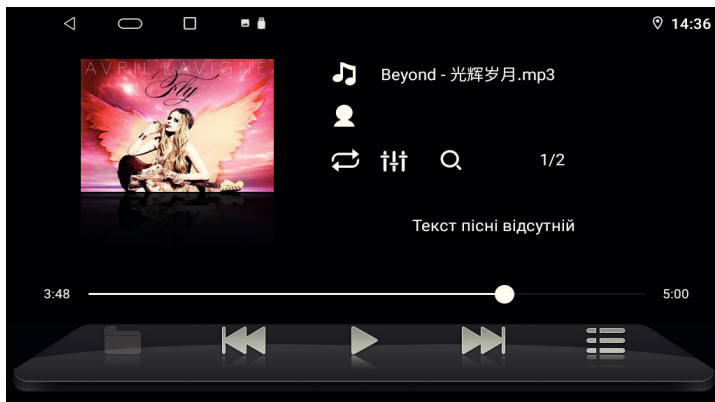 14:36
AVRIL LAVIGNE
Fly
Beyond - 光辉岁月.mp3
1/2
Текст пісні відсутній
3:48
5:00